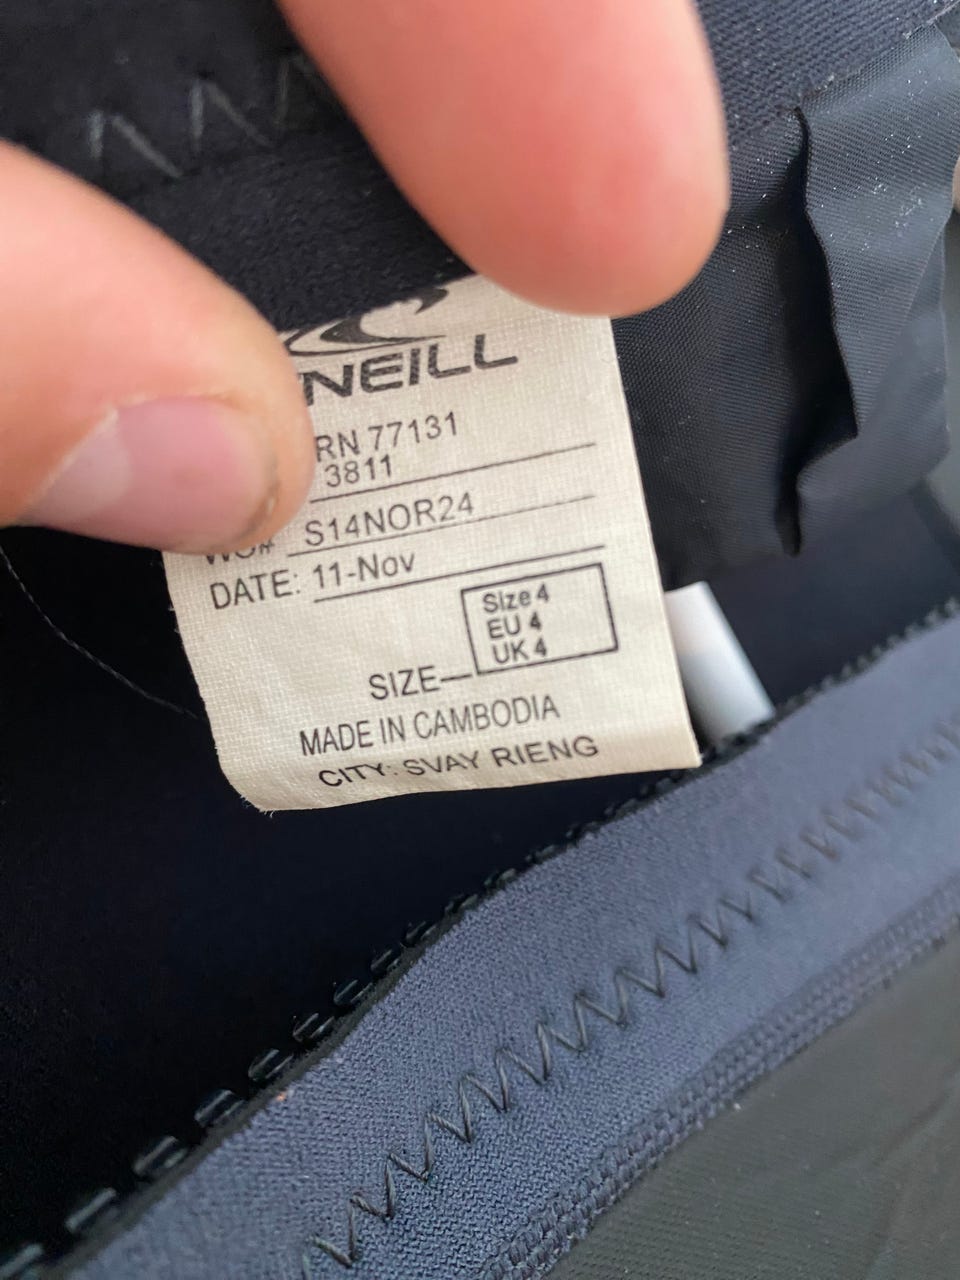 NEILL
RN 77131
3811
WO# S14NOR24
DATE: 11-Nov
Size 4
EU 4
UK 4
SIZE
MADE IN CAMBODIA
CITY: SVAY RIENG